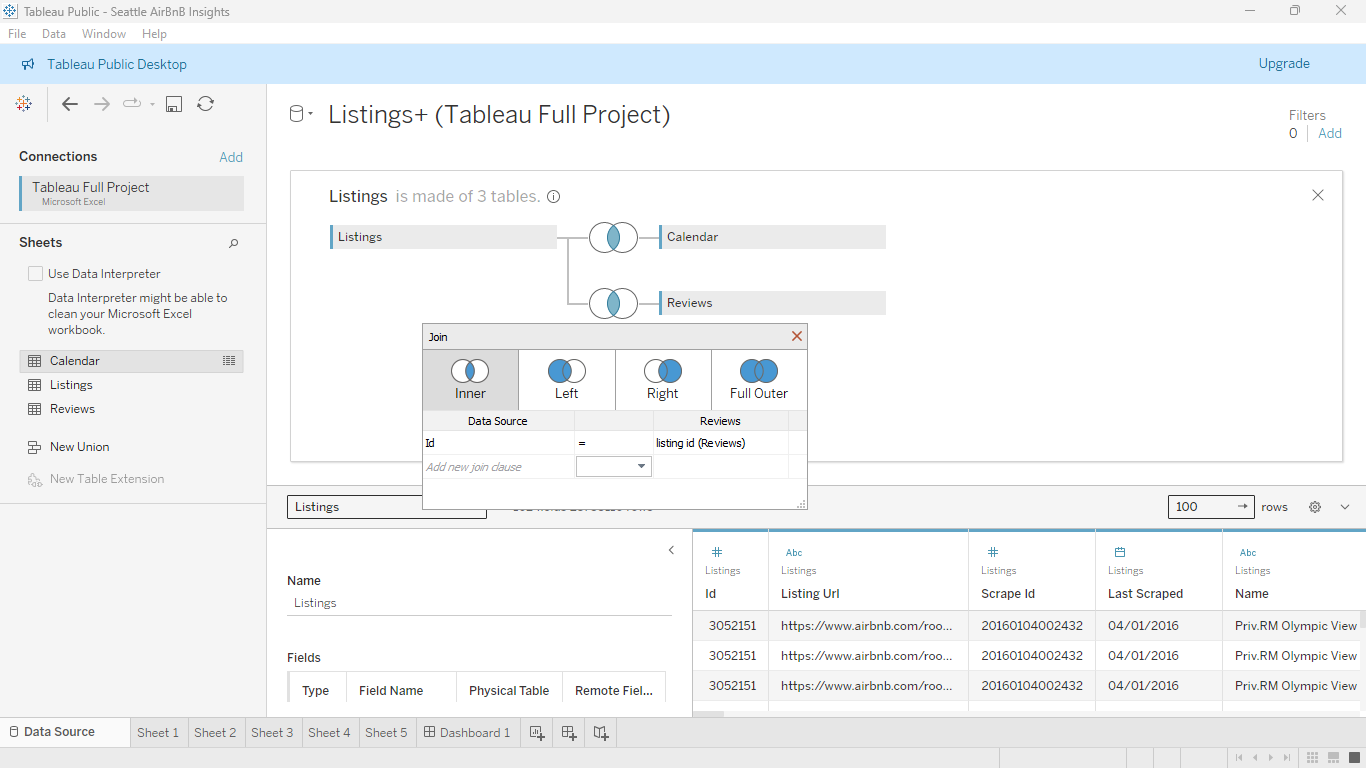 Tableau Public - Seattle AirBnB Insights
File Data Window Help
Tableau Public Desktop Upgrade
Listings+ (Tableau Full Project)
Filters
0 Add
Connections Add
Tableau Full Project
Microsoft Excel
Sheets
Use Data Interpreter
Data Interpreter might be able to
clean your Microsoft Excel
workbook.
Calendar
Listings
Reviews
New Union
New Table Extension
Listings is made of 3 tables.
Listings Calendar
Reviews
Join
Inner Left Right Full Outer
Data Source Reviews
Id = listing id (Reviews)
Add new join clause
Listings 100 rows
Name
Listings
Fields
Type Field Name Physical Table Remote Fiel...
# Abc # Abc
Listings Listings Listings Listings Listings
Id Listing Url Scrape Id Last Scraped Name
3052151 https://www.airbnb.com/roo... 20160104002432 04/01/2016 Priv.RM Olympic View
3052151 https://www.airbnb.com/roo... 20160104002432 04/01/2016 Priv.RM Olympic View
3052151 https://www.airbnb.com/roo... 20160104002432 04/01/2016 Priv.RM Olympic View
Data Source Sheet 1 Sheet 2 Sheet 3 Sheet 4 Sheet 5 Dashboard 1